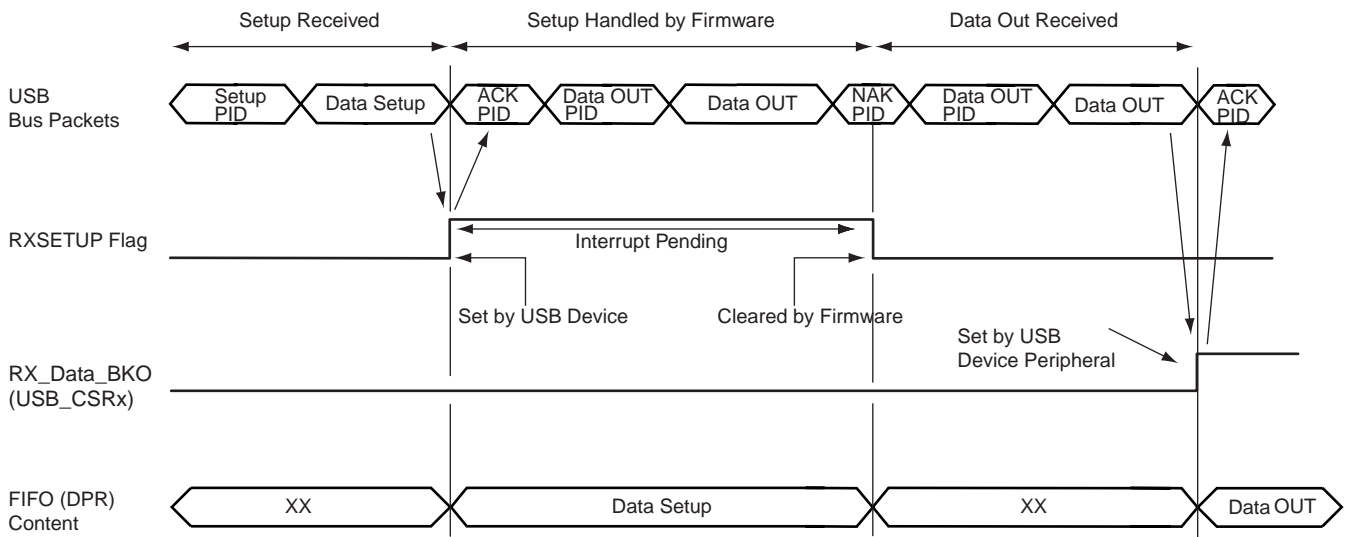 Setup Received
Setup Handled by Firmware
Data Out Received
USB
Bus Packets
Setup
PID
Data Setup
ACK
PID
Data OUT
PID
Data OUT
NAK
PID
Data OUT
PID
Data OUT
ACK
PID
RXSETUP Flag
Interrupt Pending
Set by USB Device
Cleared by Firmware
Set by USB
Device Peripheral
RX_Data_BKO
(USB_CSRx)
FIFO (DPR)
Content
XX
Data Setup
XX
Data OUT